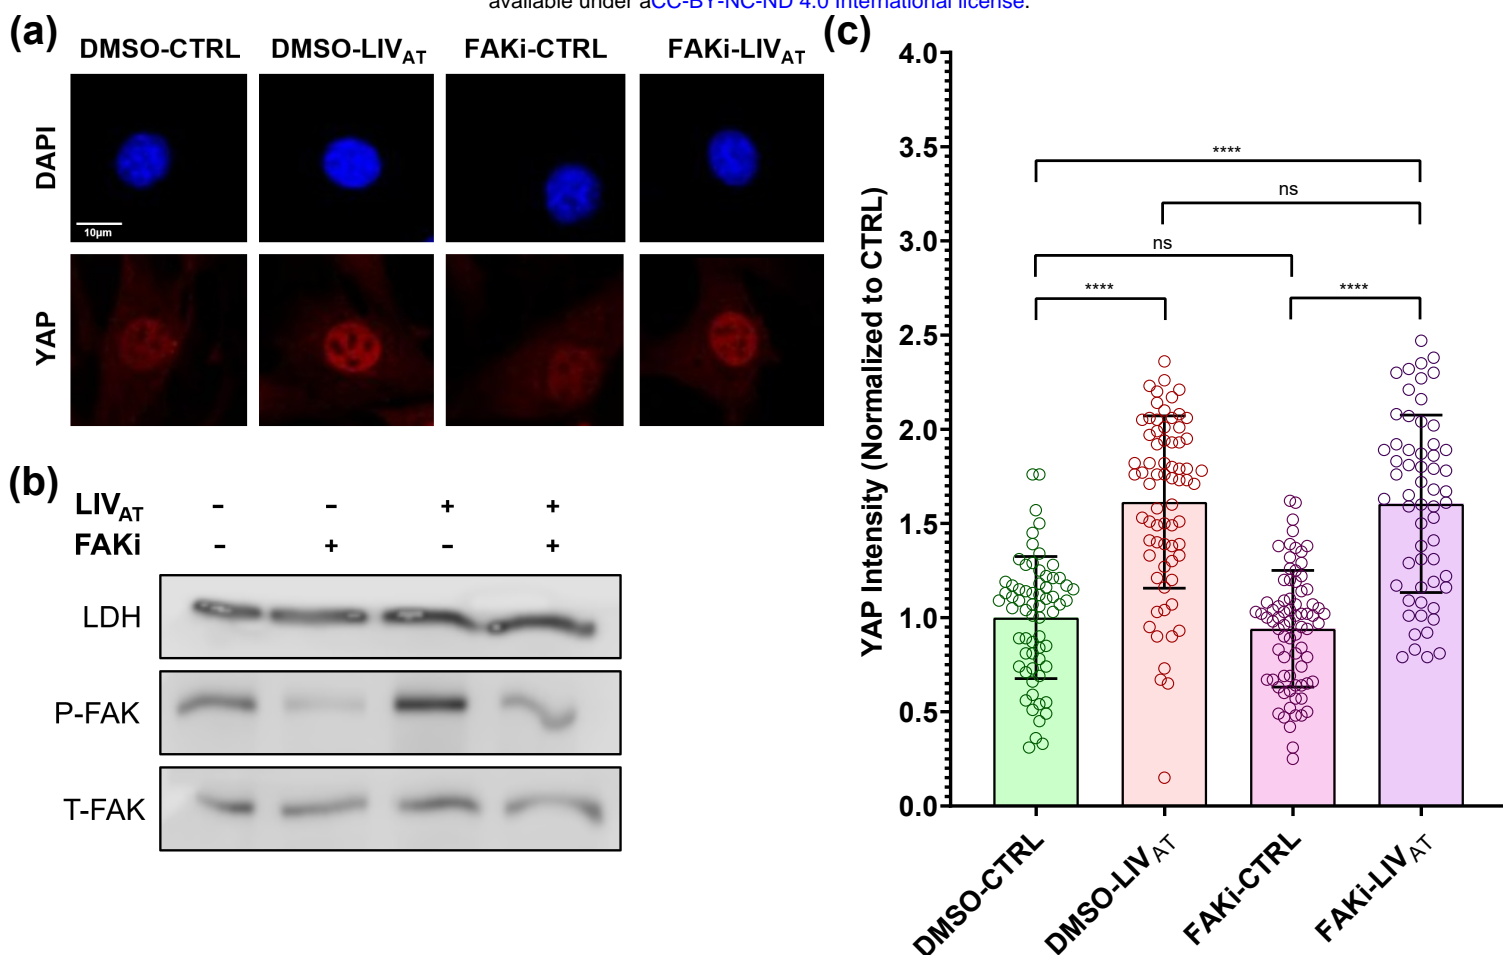 available under aCC-BY-NC-ND 4.0 International license.
(a)
DMSO-CTRL DMSO-LIVAT FAKi-CTRL FAKi-LIVAT
DAPI
10µm
YAP
(b)
LIVAT - - + +
FAKi - + - +
LDH
P-FAK
T-FAK
(c)
YAP Intensity (Normalized to CTRL)
4.0
3.5
3.0
2.5
2.0
1.5
1.0
0.5
0.0
****
ns
ns
**** ****
DMSO-CTRL
DMSO-LIVAT
FAKi-CTRL
FAKi-LIVAT